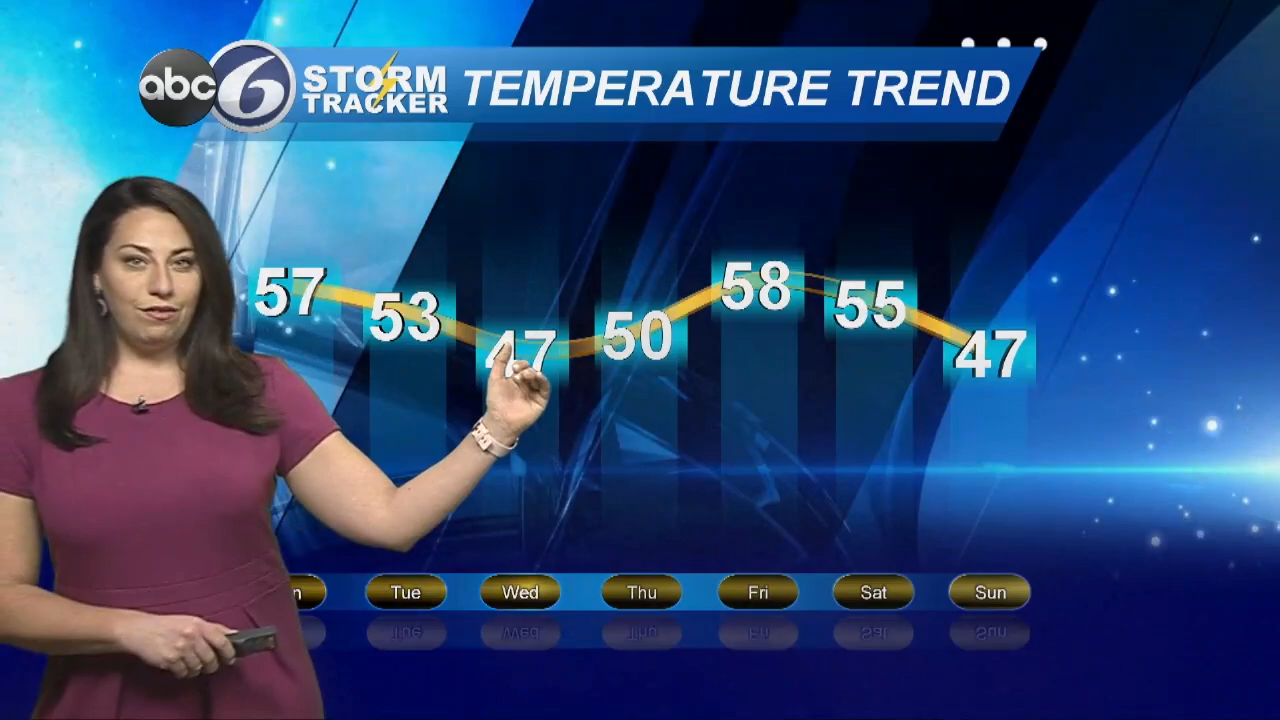 abc 6 STORM TRACKER TEMPERATURE TREND
57 53 47 50 58 55 47
n Tue Wed Thu Fri Sat Sun